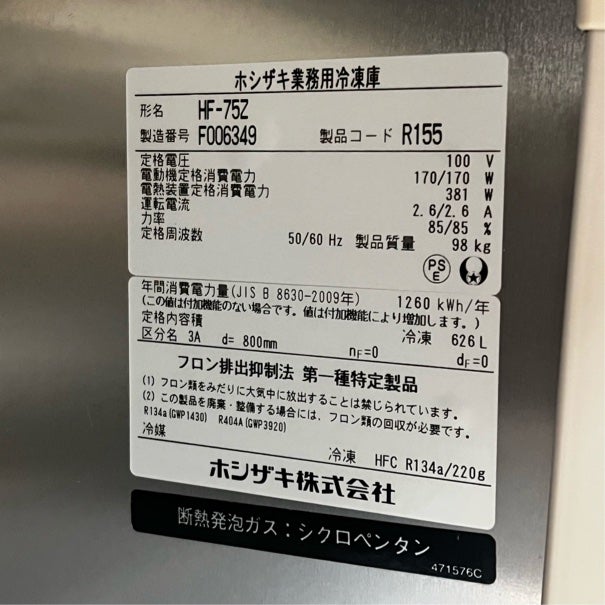 ホシザキ業務用冷凍庫
形名 HF-75Z
製造番号 F006349 製品コード R155
定格電圧 100 V
電動機定格消費電力 170/170 W
電熱装置定格消費電力 381 W
運転電流 2.6/2.6 A
力率 85/85 %
定格周波数 50/60 Hz 製品質量 98 kg
PS
E
年間消費電力量(JIS B 8630-2009年) 1260 kWh/年
(この値は付加機能のない場合です。値は付加機能により増加します。)
定格内容積 冷凍 626 L
区分名 3A d= 800mm nF=0 dF=0
フロン排出抑制法 第一種特定製品
(1) フロン類をみだりに大気中に放出することは禁じられています。
(2) この製品を廃棄・整備する場合には、フロン類の回収が必要です。
R134a(GWP1430) R404A(GWP3920)
冷媒 冷凍 HFC R134a/220g
ホシザキ株式会社
断熱発泡ガス：シクロペンタン
471576C